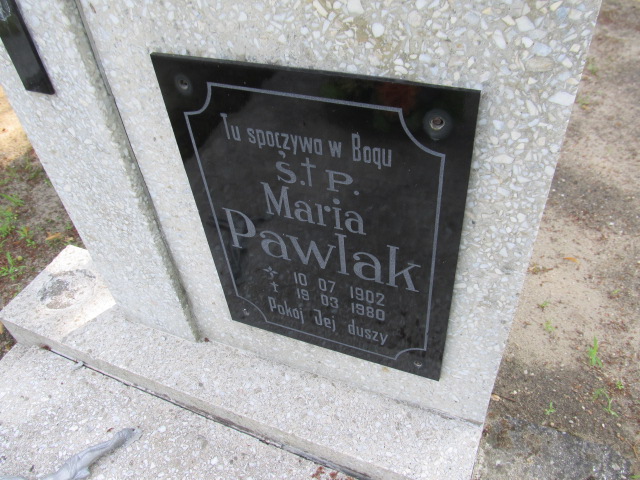 Tu spoczywa w Bogu
Ś.†P.
Maria
Pawlak
* 10 07 1902
† 19 03 1980
Pokój Jej duszy